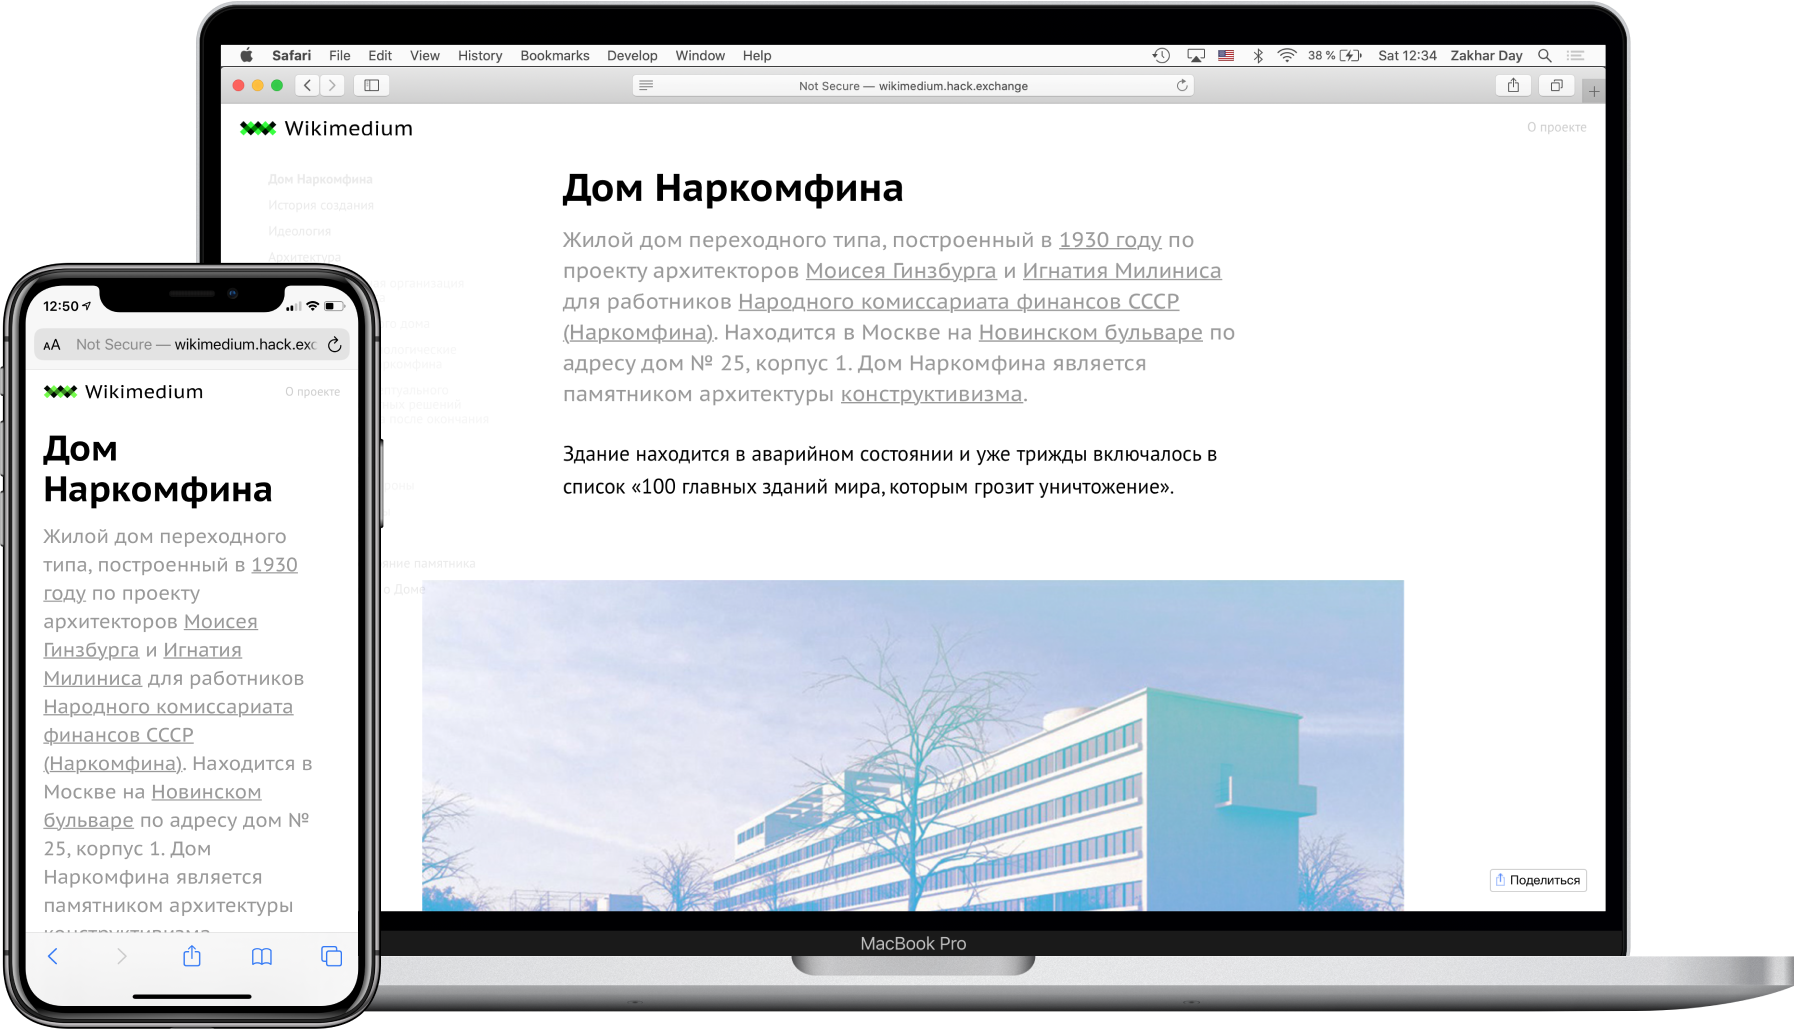 Safari File Edit View History Bookmarks Develop Window Help
38 % Sat 12:34 Zakhar Day
Not Secure — wikimedium.hack.exchange
Wikimedium
О проекте
Дом Наркомфина
История создания
Идеология
Архитектура
организация
дома
после окончания
памятника
о Доме
Дом Наркомфина
Жилой дом переходного типа, построенный в 1930 году по
проекту архитекторов Моисея Гинзбурга и Игнатия Милиниса
для работников Народного комиссариата финансов СССР
(Наркомфина). Находится в Москве на Новинском бульваре по
адресу дом № 25, корпус 1. Дом Наркомфина является
памятником архитектуры конструктивизма.
Здание находится в аварийном состоянии и уже трижды включалось в
список «100 главных зданий мира, которым грозит уничтожение».
Поделиться
MacBook Pro
12:50
AA Not Secure — wikimedium.hack.exc
Wikimedium
О проекте
Дом
Наркомфина
Жилой дом переходного
типа, построенный в 1930
году по проекту
архитекторов Моисея
Гинзбурга и Игнатия
Милиниса для работников
Народного комиссариата
финансов СССР
(Наркомфина). Находится в
Москве на Новинском
бульваре по адресу дом №
25, корпус 1. Дом
Наркомфина является
памятником архитектуры
конструктивизма